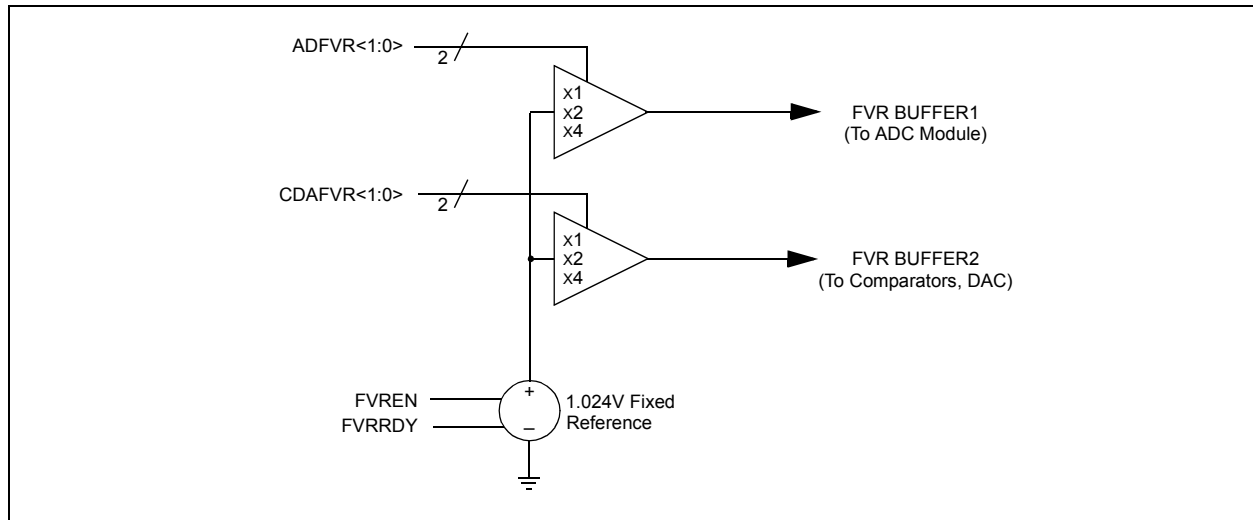 ADFVR<1:0>
2
X1
X2
X4
FVR BUFFER1
(To ADC Module)
CDAFVR<1:0>
2
X1
X2
X4
FVR BUFFER2
(To Comparators, DAC)
FVREN
FVRRDY
+
–
1.024V Fixed
Reference